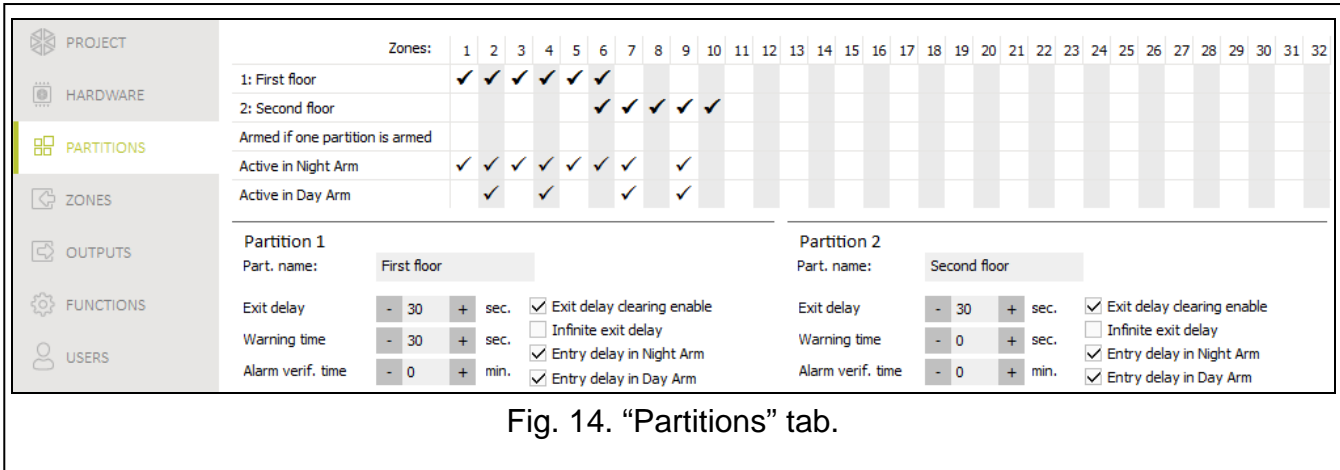 PROJECT
HARDWARE
PARTITIONS
ZONES
OUTPUTS
FUNCTIONS
USERS
Zones: 1 2 3 4 5 6 7 8 9 10 11 12 13 14 15 16 17 18 19 20 21 22 23 24 25 26 27 28 29 30 31 32
1: First floor ✓ ✓ ✓ ✓ ✓ ✓
2: Second floor ✓ ✓ ✓ ✓ ✓
Armed if one partition is armed
Active in Night Arm ✓ ✓ ✓ ✓ ✓ ✓ ✓ ✓
Active in Day Arm ✓ ✓ ✓ ✓
Partition 1
Part. name: First floor
Exit delay - 30 + sec. ✓ Exit delay clearing enable
Infinite exit delay
Warning time - 30 + sec.
✓ Entry delay in Night Arm
Alarm verif. time - 0 + min.
✓ Entry delay in Day Arm
Partition 2
Part. name: Second floor
Exit delay - 30 + sec. ✓ Exit delay clearing enable
Infinite exit delay
Warning time - 0 + sec.
✓ Entry delay in Night Arm
Alarm verif. time - 0 + min.
✓ Entry delay in Day Arm
Fig. 14. “Partitions” tab.